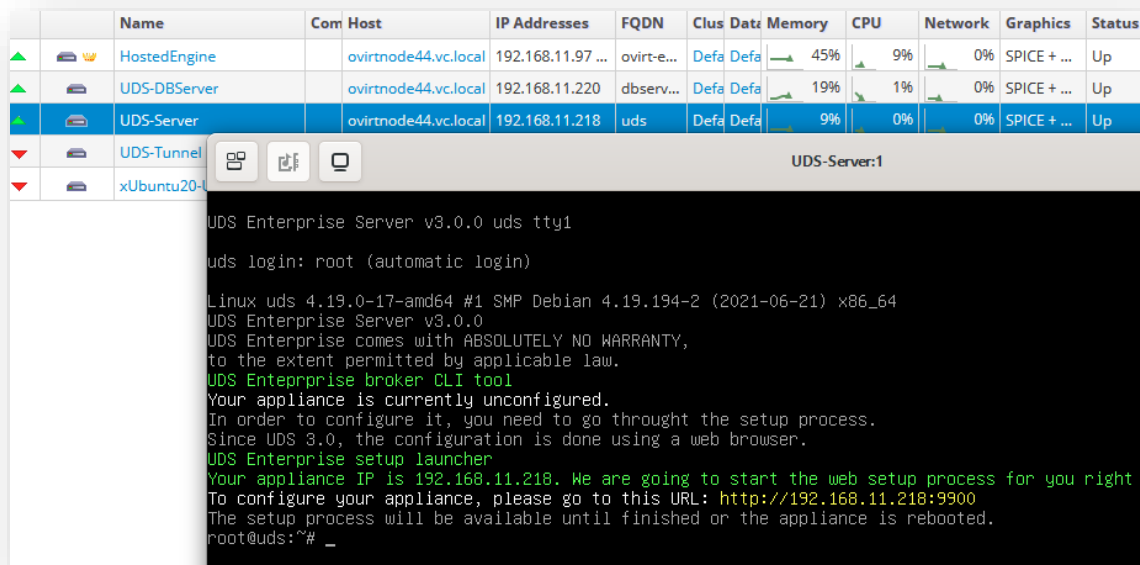 Name Com Host IP Addresses FQDN Clus Data Memory CPU Network Graphics Status
HostedEngine ovirtnode44.vc.local 192.168.11.97 ... ovirt-e... Defa Defa 45% 9% 0% SPICE + ... Up
UDS-DBServer ovirtnode44.vc.local 192.168.11.220 dbserv... Defa Defa 19% 1% 0% SPICE + ... Up
UDS-Server ovirtnode44.vc.local 192.168.11.218 uds Defa Defa 9% 0% 0% SPICE + ... Up
UDS-Tunnel
xUbuntu20-U
UDS-Server:1
UDS Enterprise Server v3.0.0 uds tty1
uds login: root (automatic login)
Linux uds 4.19.0-17-amd64 #1 SMP Debian 4.19.194-2 (2021-06-21) x86_64
UDS Enterprise Server v3.0.0
UDS Enterprise comes with ABSOLUTELY NO WARRANTY,
to the extent permitted by applicable law.
UDS Enteprprise broker CLI tool
Your appliance is currently unconfigured.
In order to configure it, you need to go throught the setup process.
Since UDS 3.0, the configuration is done using a web browser.
UDS Enterprise setup launcher
Your appliance IP is 192.168.11.218. We are going to start the web setup process for you right
To configure your appliance, please go to this URL: http://192.168.11.218:9900
The setup process will be available until finished or the appliance is rebooted.
root@uds:~# _